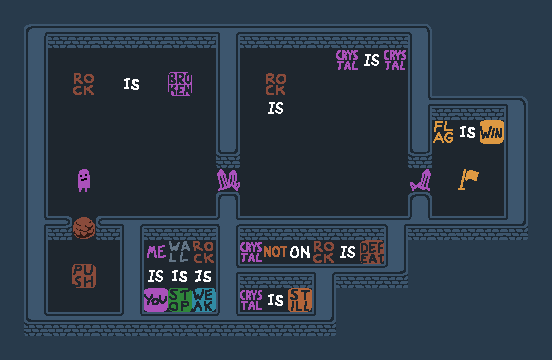 CRYSTAL IS CRYSTAL
ROCK IS BROKEN
ROCK
IS
FLAG IS WIN
ME WALL ROCK
IS IS IS
YOU STOP WEAK
CRYSTAL NOT ON ROCK IS DEFEAT
PUSH
CRYSTAL IS STILL